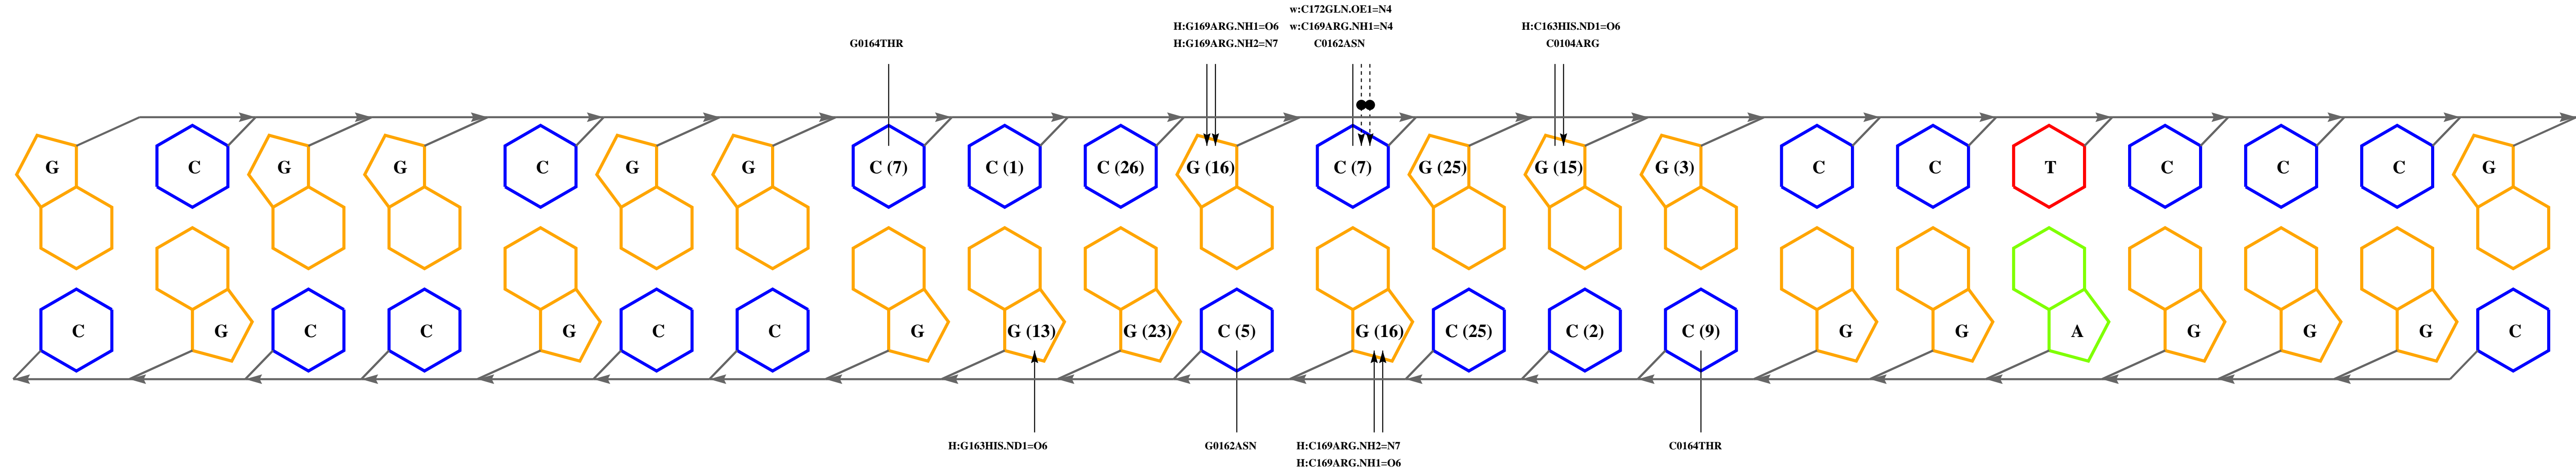 w:C172GLN.OE1=N4
H:G169ARG.NH1=O6 w:C169ARG.NH1=N4 H:C163HIS.ND1=O6
G0164THR H:G169ARG.NH2=N7 C0162ASN C0104ARG
G C G G C G G C (7) C (1) C (26) G (16) C (7) G (25) G (15) G (3) C C T C C C G
C G C C G C C G G (13) G (23) C (5) G (16) C (25) C (2) C (9) G G A G G G C
H:G163HIS.ND1=O6 G0162ASN H:C169ARG.NH2=N7 C0164THR
H:C169ARG.NH1=O6